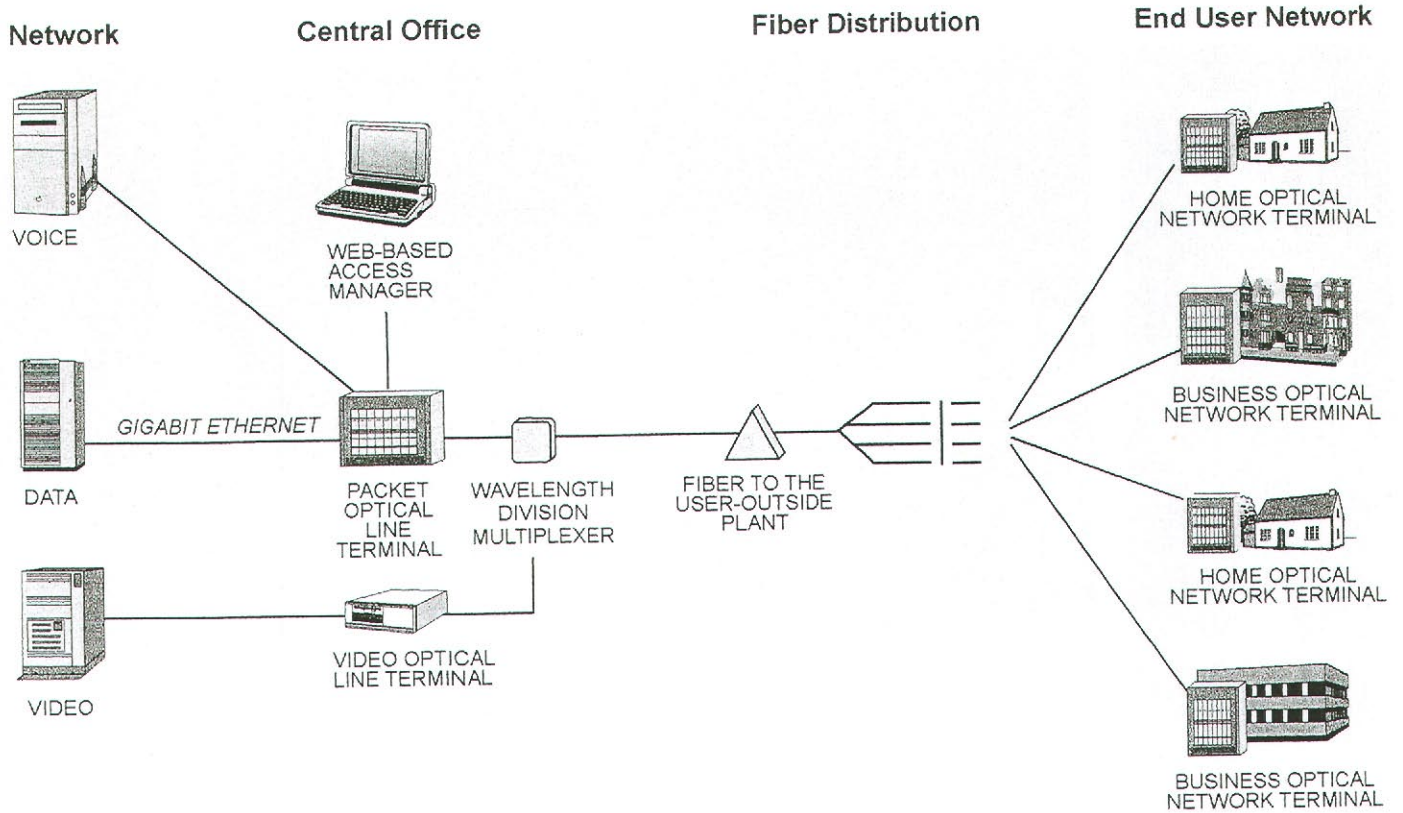 Network
Central Office
Fiber Distribution
End User Network
VOICE
WEB-BASED
ACCESS
MANAGER
HOME OPTICAL
NETWORK TERMINAL
BUSINESS OPTICAL
NETWORK TERMINAL
GIGABIT ETHERNET
DATA
PACKET
OPTICAL
LINE
TERMINAL
WAVELENGTH
DIVISION
MULTIPLEXER
FIBER TO THE
USER-OUTSIDE
PLANT
HOME OPTICAL
NETWORK TERMINAL
VIDEO
VIDEO OPTICAL
LINE TERMINAL
BUSINESS OPTICAL
NETWORK TERMINAL